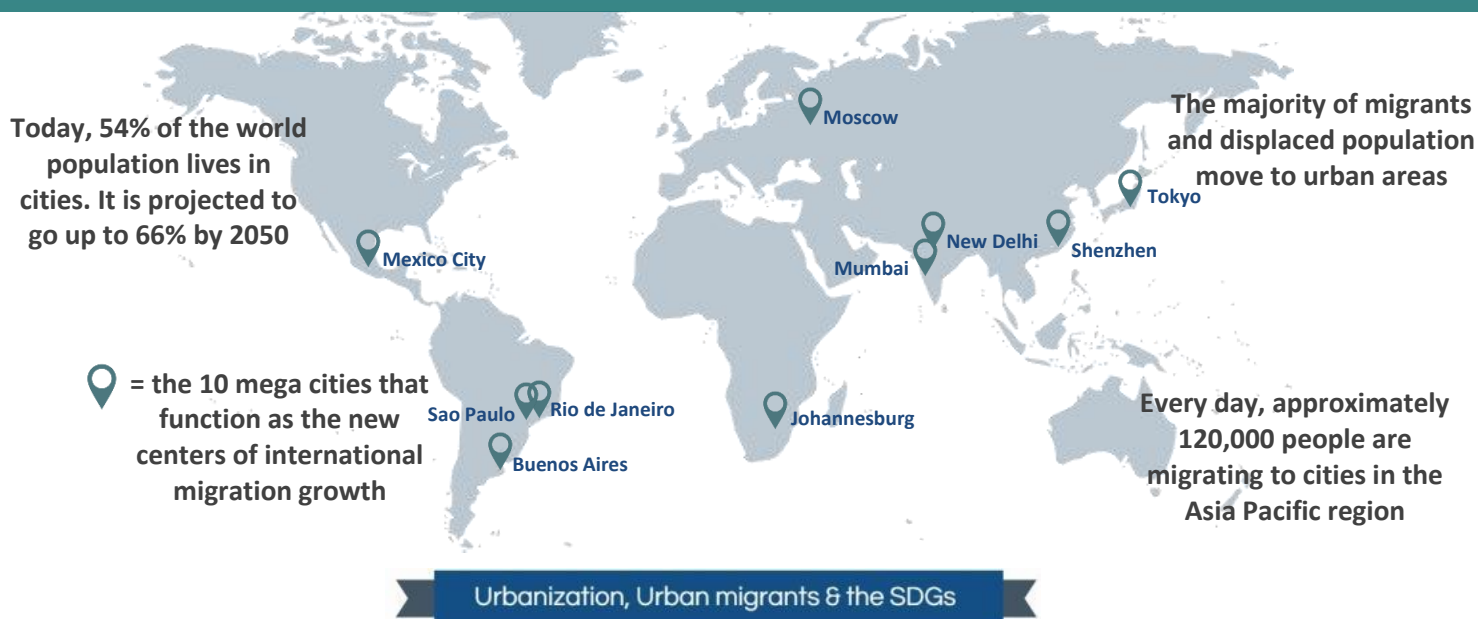 Today, 54% of the world
population lives in
cities. It is projected to
go up to 66% by 2050
The majority of migrants
and displaced population
move to urban areas
Moscow
Tokyo
New Delhi
Shenzhen
Mumbai
Mexico City
= the 10 mega cities that
function as the new
centers of international
migration growth
Sao Paulo
Rio de Janeiro
Buenos Aires
Johannesburg
Every day, approximately
120,000 people are
migrating to cities in the
Asia Pacific region
Urbanization, Urban migrants & the SDGs